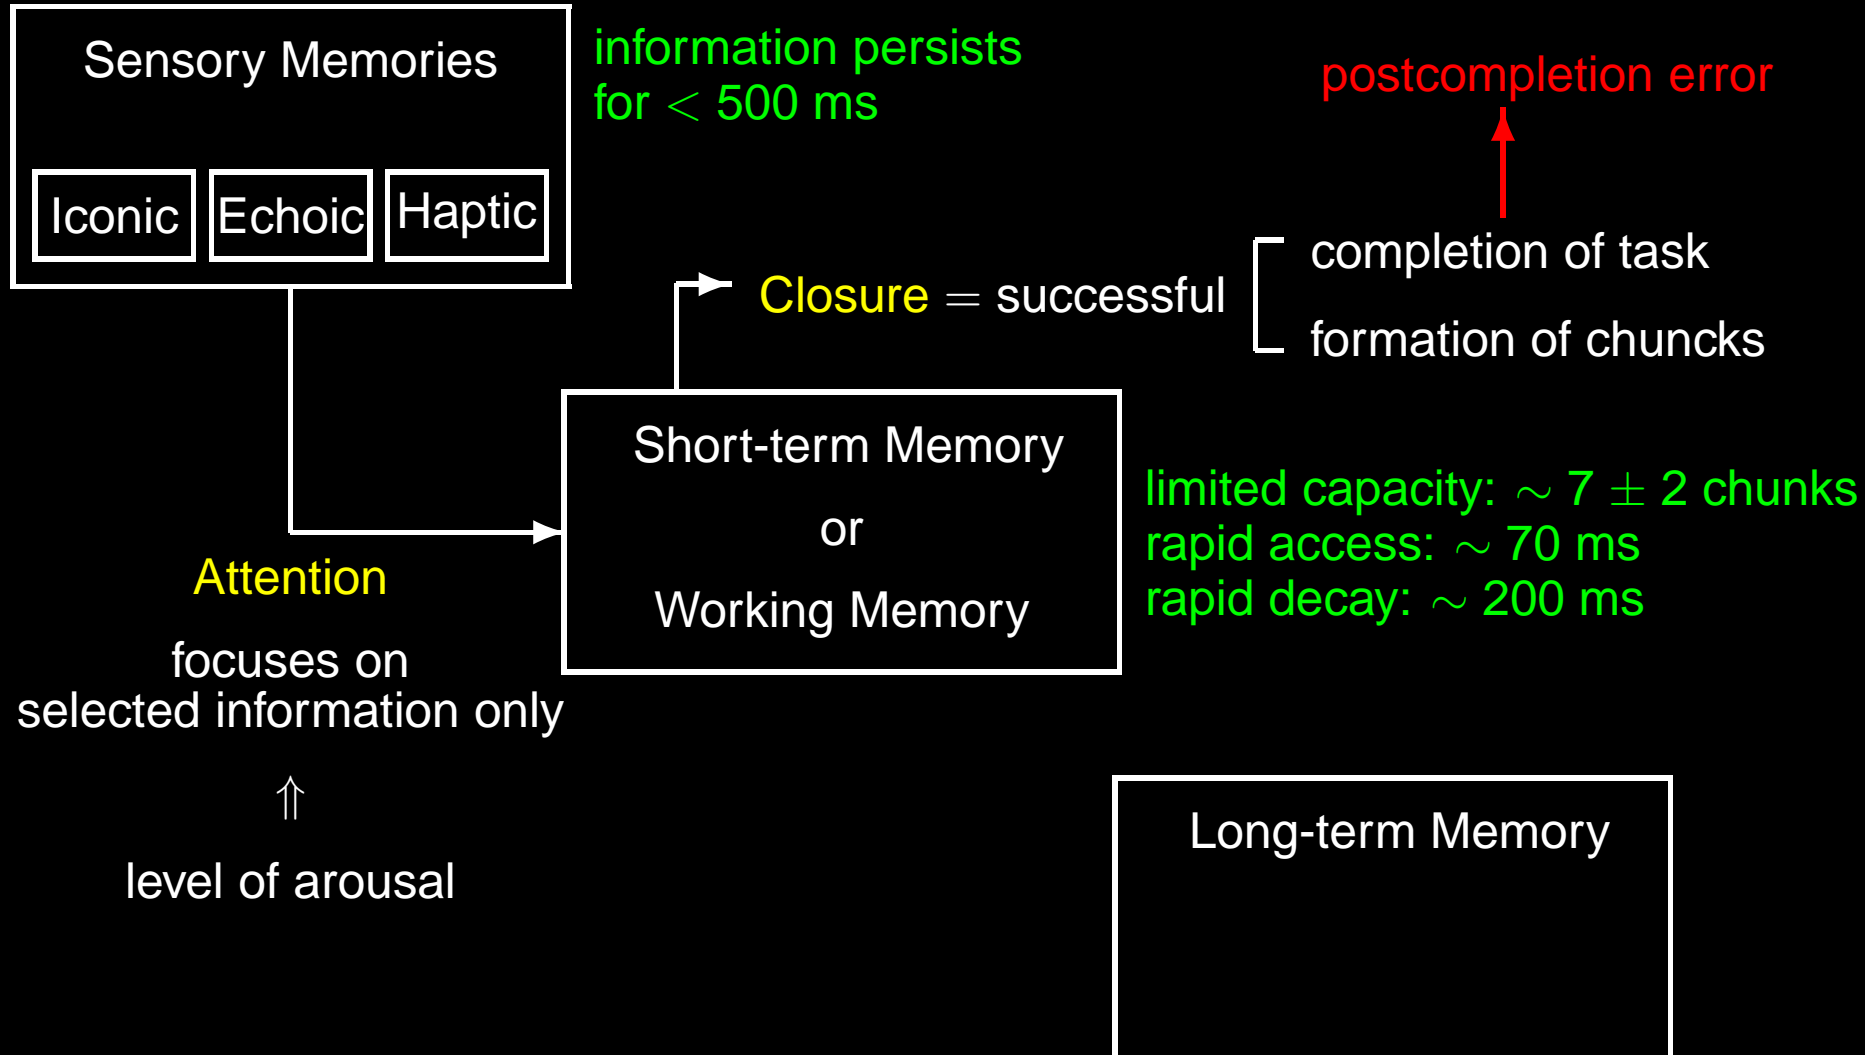 Sensory Memories
Iconic
Echoic
Haptic
information persists
for < 500 ms
postcompletion error
completion of task
Closure = successful
formation of chuncks
Short-term Memory
or
Working Memory
limited capacity: ∼ 7 ± 2 chunks
rapid access: ∼ 70 ms
rapid decay: ∼ 200 ms
Attention
focuses on
selected information only
⇑
level of arousal
Long-term Memory